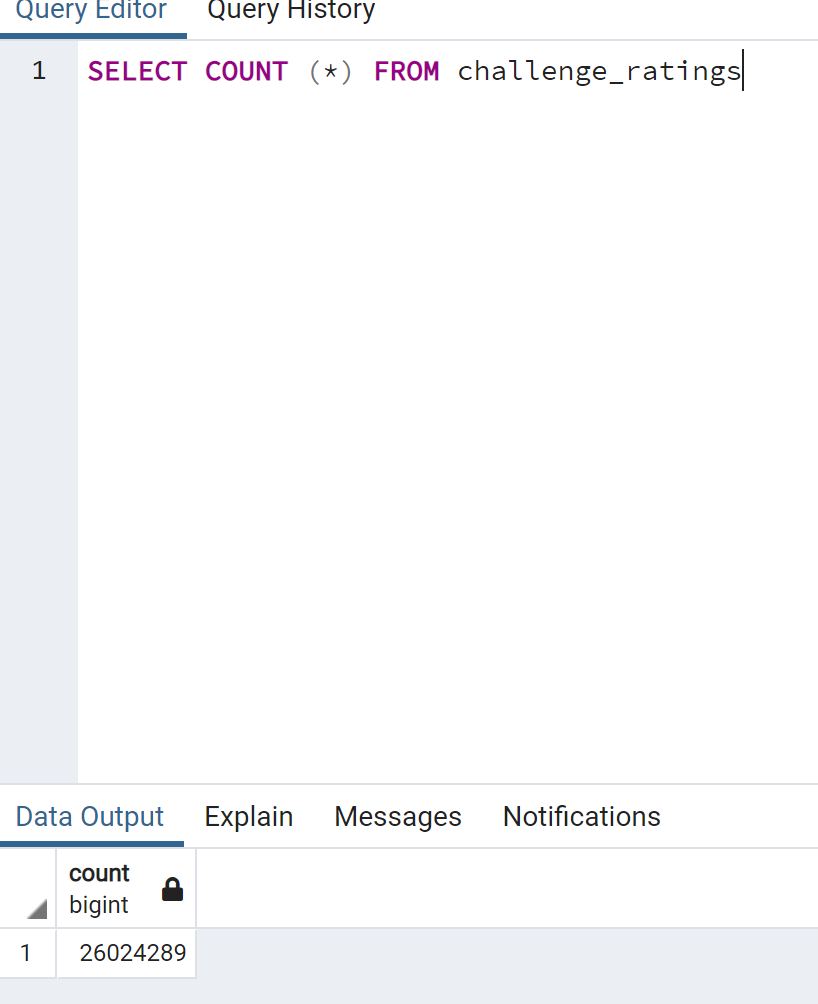 Query Editor Query History
1 SELECT COUNT (*) FROM challenge_ratings
Data Output Explain Messages Notifications
count
bigint
1 26024289